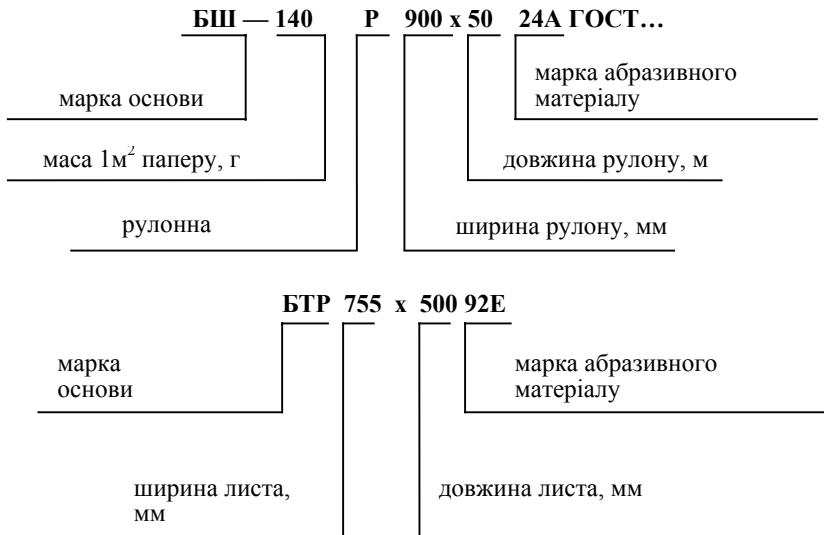 БШ — 140 Р 900 х 50 24А ГОСТ…
марка абразивного
матеріалу
марка основи
маса 1м² паперу, г
довжина рулону, м
рулонна
ширина рулону, мм
БТР 755 х 500 92Е
марка
основи
марка абразивного
матеріалу
ширина листа,
мм
довжина листа, мм